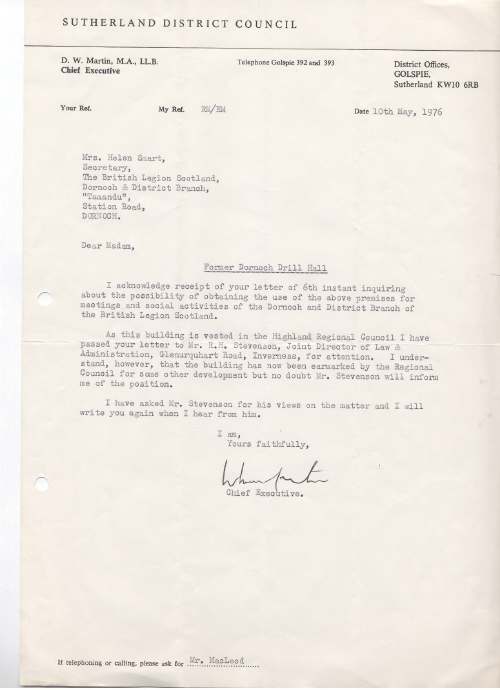 SUTHERLAND DISTRICT COUNCIL
D. W. Martin, M.A., LL.B.
Chief Executive
Telephone Golspie 392 and 393
District Offices,
GOLSPIE,
Sutherland KW10 6RB
Your Ref.
My Ref.
Date 10th May, 1976
Mrs. Helen
Secretary,
The British Legion Scotland,
Dornoch & District Branch,
Station Road,
DORNOCH.
Dear Madam,
Former Dornoch Drill Hall
I acknowledge receipt of your letter of 6th instant inquiring
about the possibility of obtaining the use of the above premises for
meetings and social activities of the Dornoch and District Branch of
the British Legion Scotland.
As this building is vested in the Highland Regional Council I have
passed your letter to Mr. R.H. Stevenson, Joint Director of Law &
Administration, Glenurquhart Road, Inverness, for attention. I under-
stand, however, that the building has now been earmarked by the Regional
Council for some other development but no doubt Mr. Stevenson will inform
me of the position.
I have asked Mr. Stevenson for his views on the matter and I will
write you again when I hear from him.
I am,
Yours faithfully,
Chief Executive.
If telephoning or calling, please ask for Mr. MacLeod